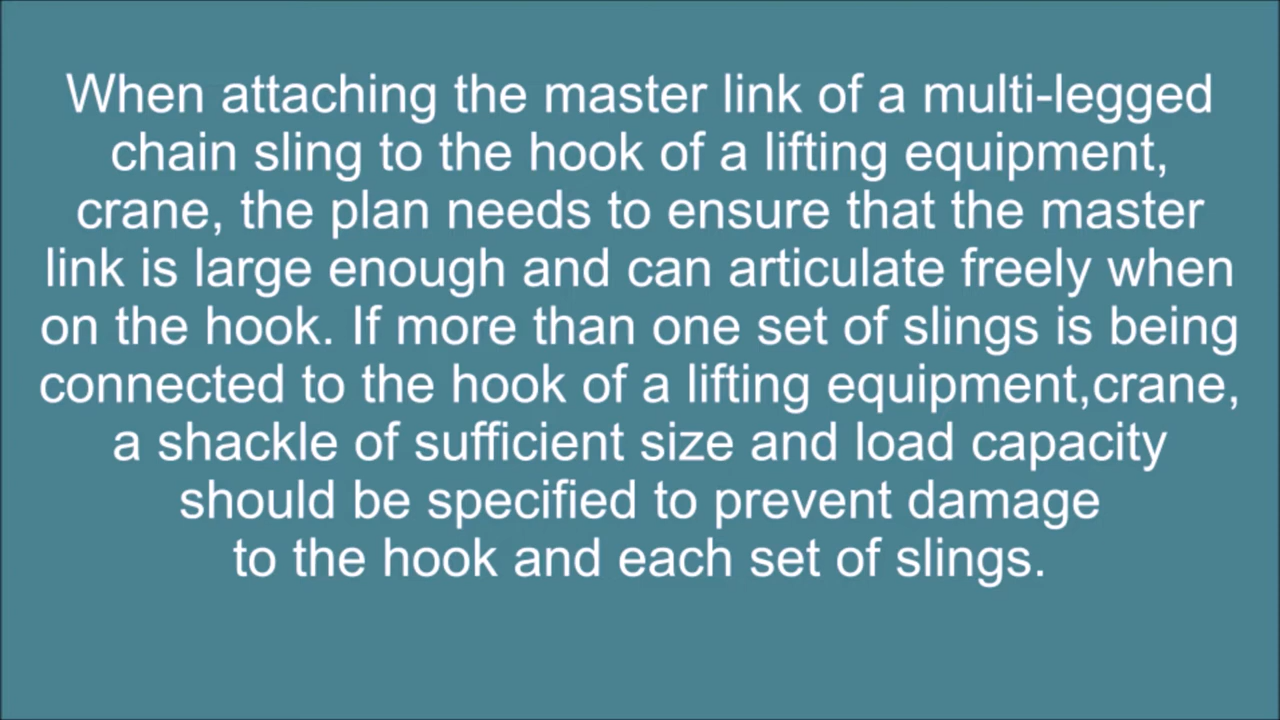 When attaching the master link of a multi-legged
chain sling to the hook of a lifting equipment,
crane, the plan needs to ensure that the master
link is large enough and can articulate freely when
on the hook. If more than one set of slings is being
connected to the hook of a lifting equipment,crane,
a shackle of sufficient size and load capacity
should be specified to prevent damage
to the hook and each set of slings.